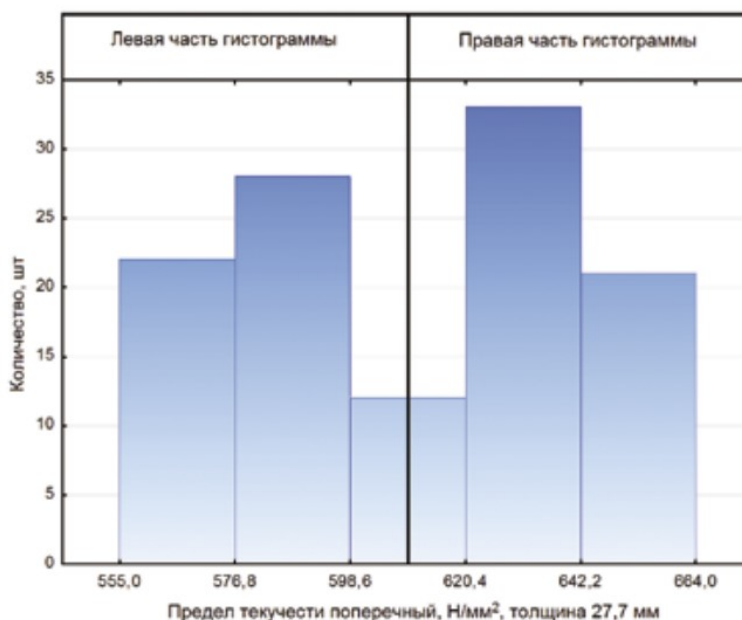 Левая часть гистограммы
Правая часть гистограммы
35
30
25
20
15
10
5
0
Количество, шт
555,0 576,8 598,6 620,4 642,2 664,0
Предел текучести поперечный, Н/мм², толщина 27,7 мм